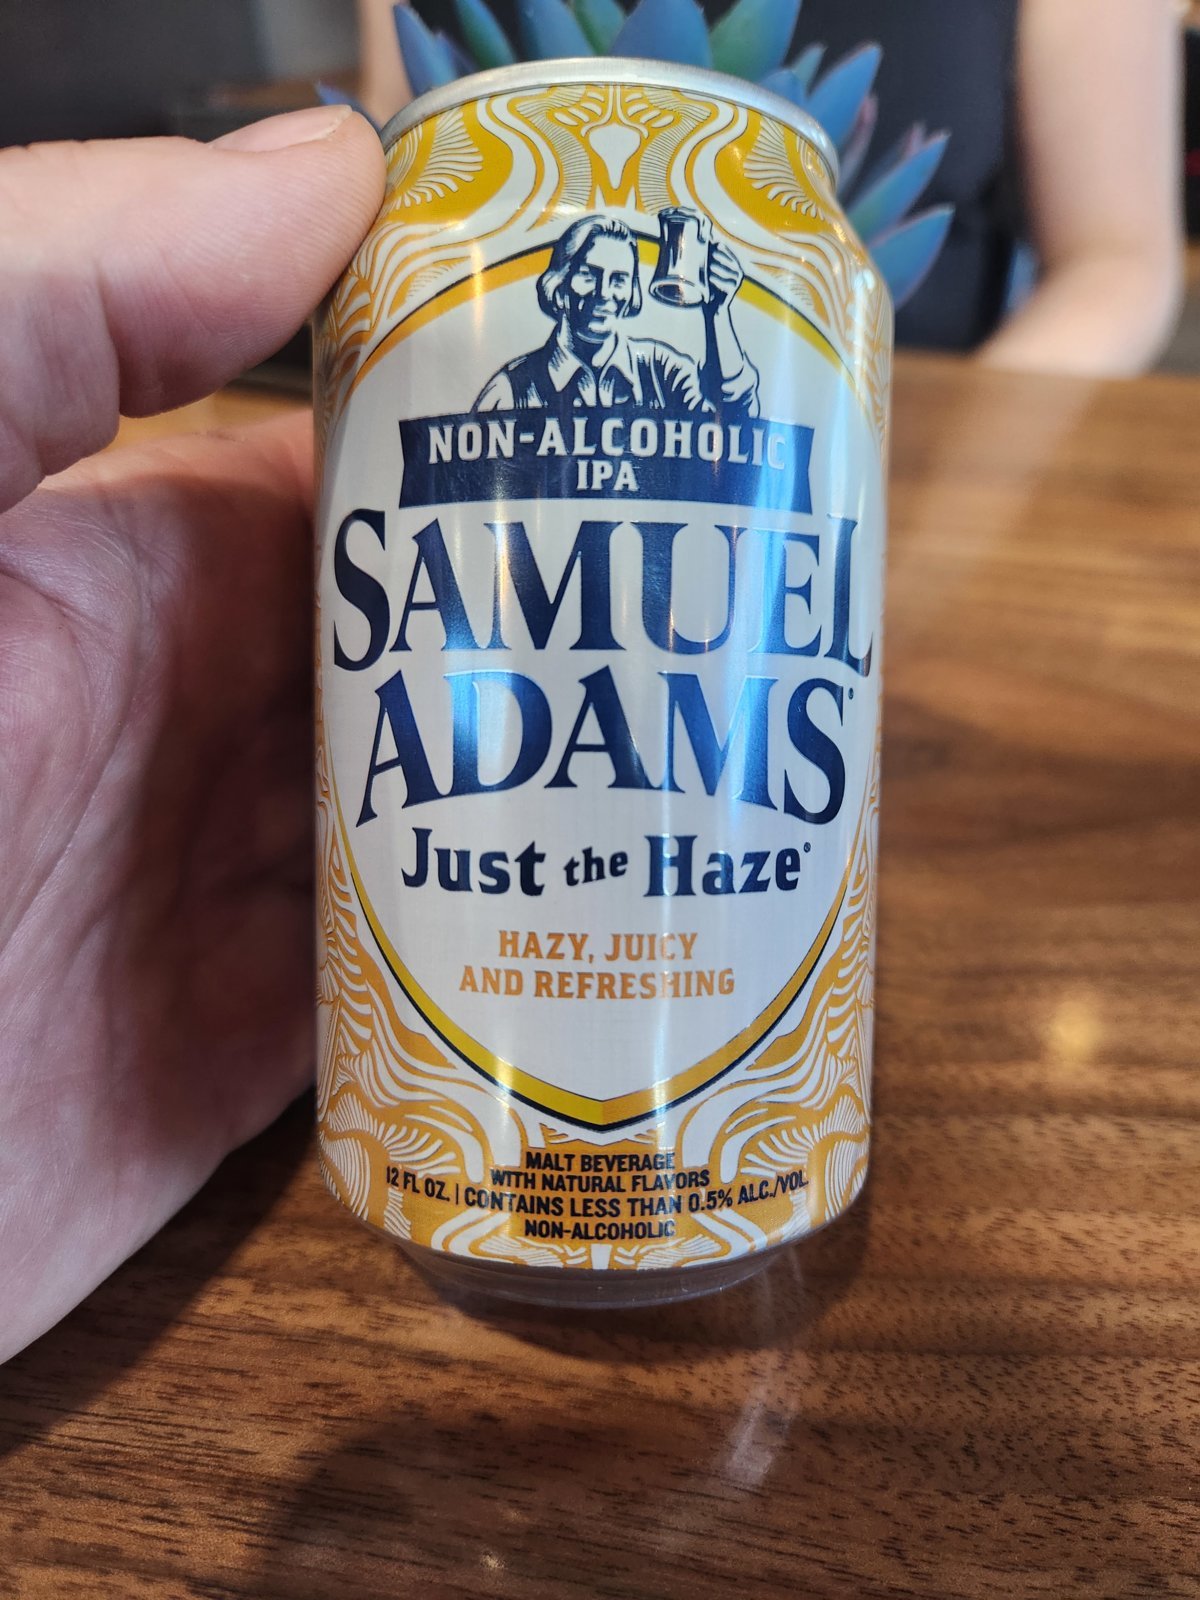 NON-ALCOHOLIC
IPA
SAMUEL
ADAMS®
Just the Haze®
HAZY, JUICY
AND REFRESHING
MALT BEVERAGE
WITH NATURAL FLAVORS
12 FL OZ. | CONTAINS LESS THAN 0.5% ALC./VOL.
NON-ALCOHOLIC